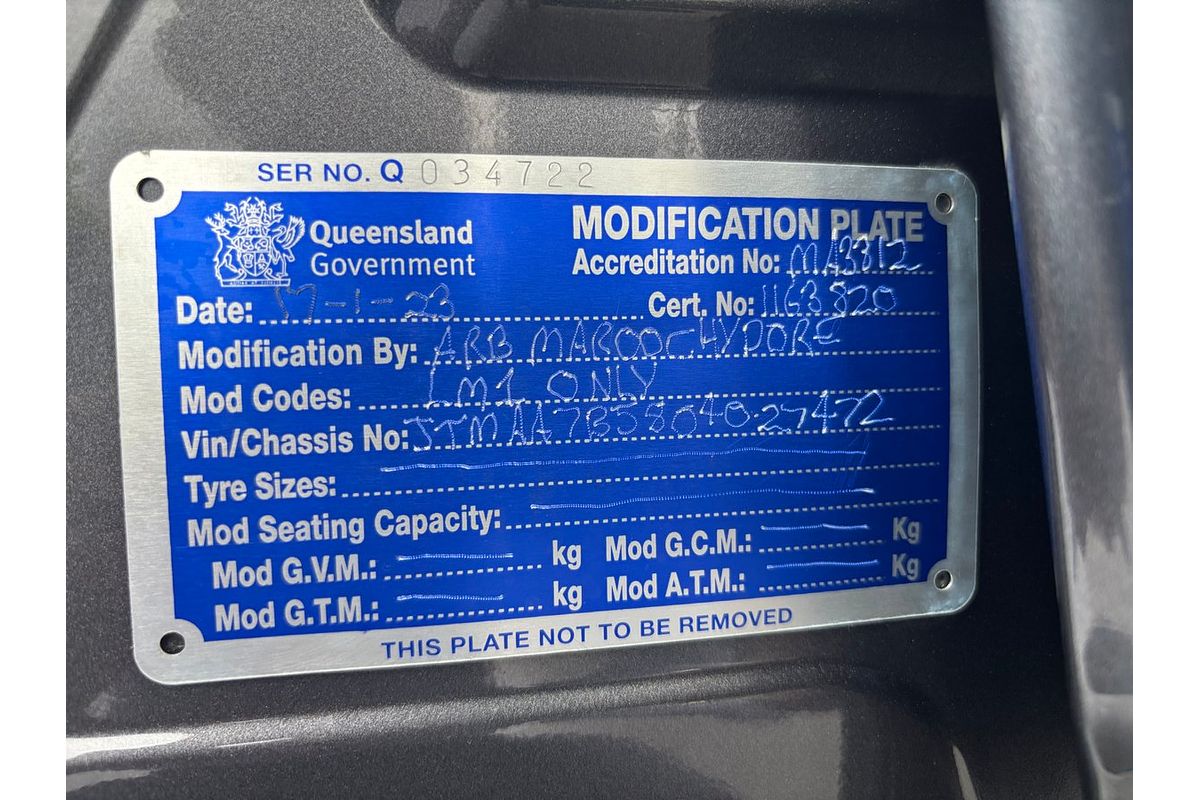 SER NO. Q 034722
Queensland
Government
MODIFICATION PLATE
Accreditation No: MA3812
Date: 17-1-23
Cert. No: 1163820
Modification By: ARB MAROOCHYDORE
Mod Codes: LM1 ONLY
Vin/Chassis No: JTMAA7BJ804027472
Tyre Sizes:
Mod Seating Capacity:
Mod G.V.M.: kg Mod G.C.M.: Kg
Mod G.T.M.: kg Mod A.T.M.: Kg
THIS PLATE NOT TO BE REMOVED